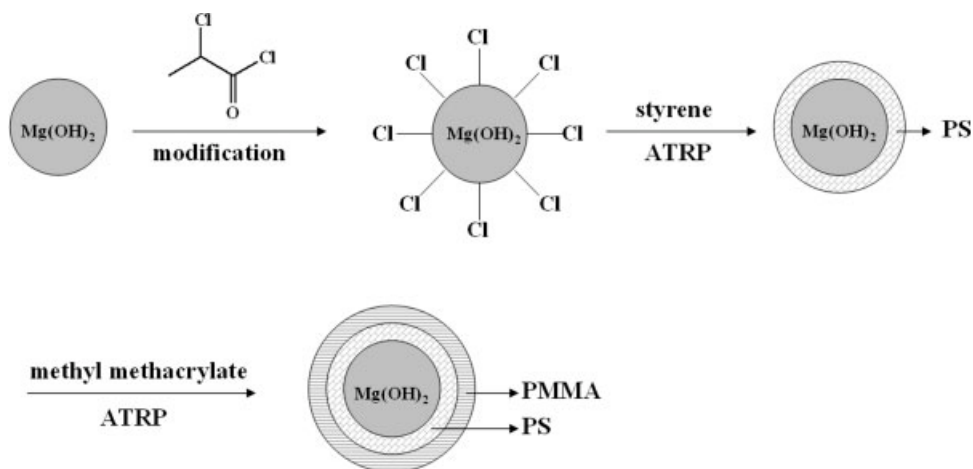 Cl
Cl
O
Mg(OH)2
modification
Cl
Cl
Cl
Cl
Mg(OH)2
Cl
Cl
Cl
Cl
styrene
ATRP
Mg(OH)2
PS
methyl methacrylate
ATRP
Mg(OH)2
PMMA
PS